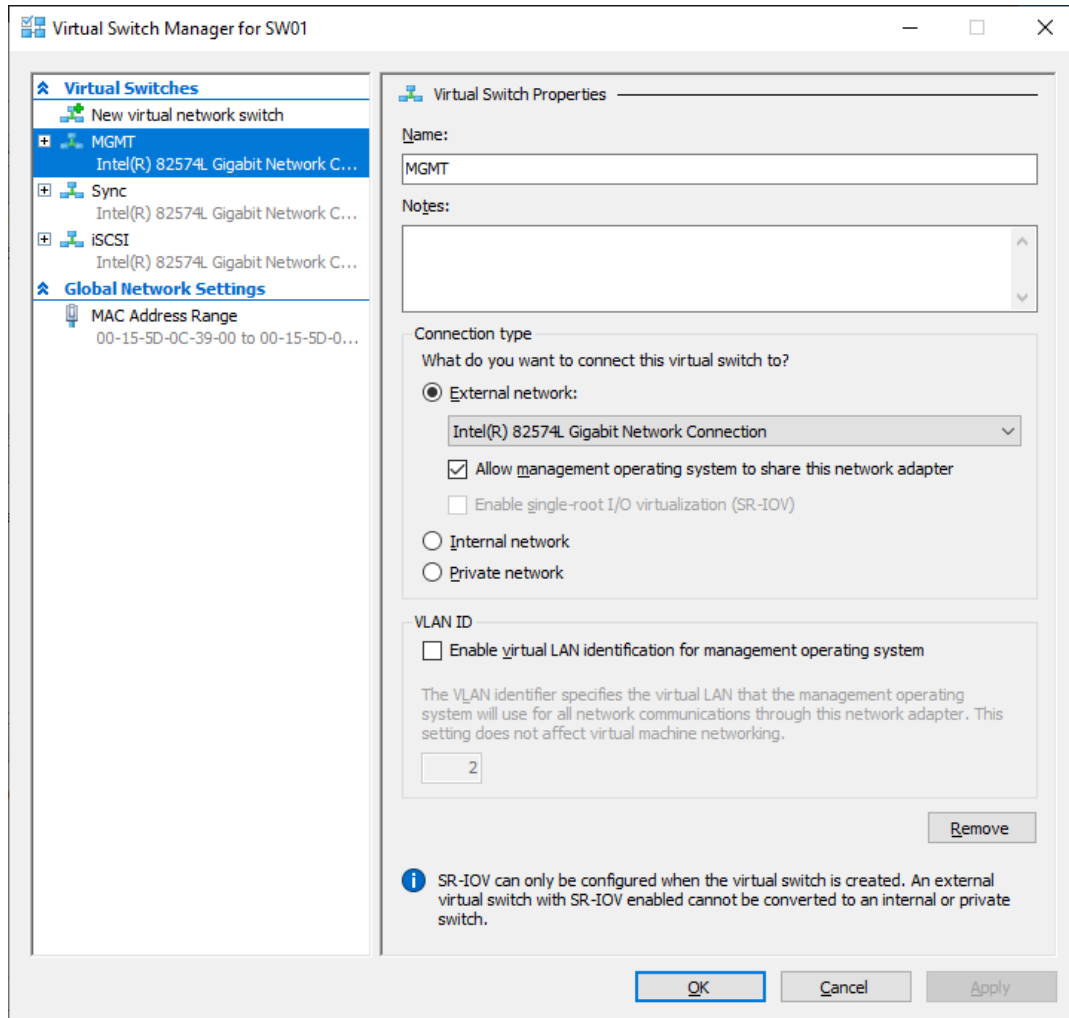 Virtual Switch Manager for SW01
Virtual Switches
New virtual network switch
MGMT
Intel(R) 82574L Gigabit Network C...
Sync
Intel(R) 82574L Gigabit Network C...
iSCSI
Intel(R) 82574L Gigabit Network C...
Global Network Settings
MAC Address Range
00-15-5D-0C-39-00 to 00-15-5D-0...
Virtual Switch Properties
Name:
MGMT
Notes:
Connection type
What do you want to connect this virtual switch to?
External network:
Intel(R) 82574L Gigabit Network Connection
Allow management operating system to share this network adapter
Enable single-root I/O virtualization (SR-IOV)
Internal network
Private network
VLAN ID
Enable virtual LAN identification for management operating system
The VLAN identifier specifies the virtual LAN that the management operating
system will use for all network communications through this network adapter. This
setting does not affect virtual machine networking.
2
Remove
SR-IOV can only be configured when the virtual switch is created. An external
virtual switch with SR-IOV enabled cannot be converted to an internal or private
switch.
OK
Cancel
Apply